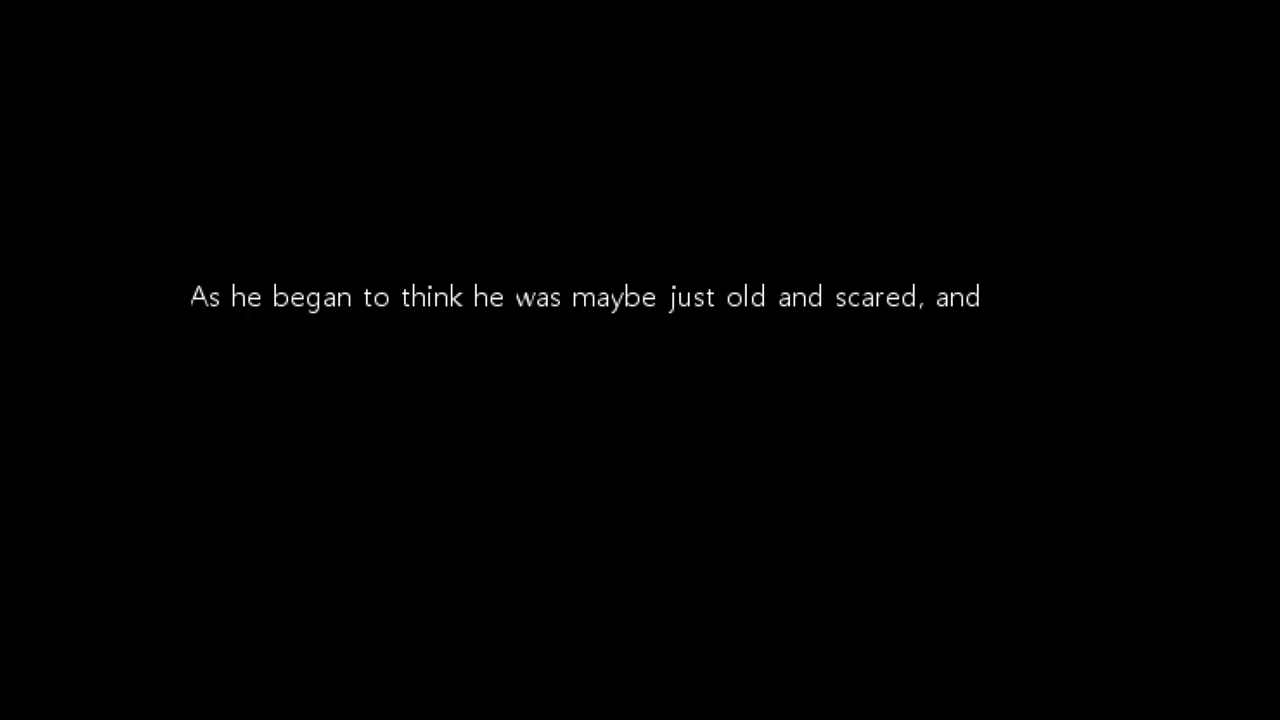 As he began to think he was maybe just old and scared, and